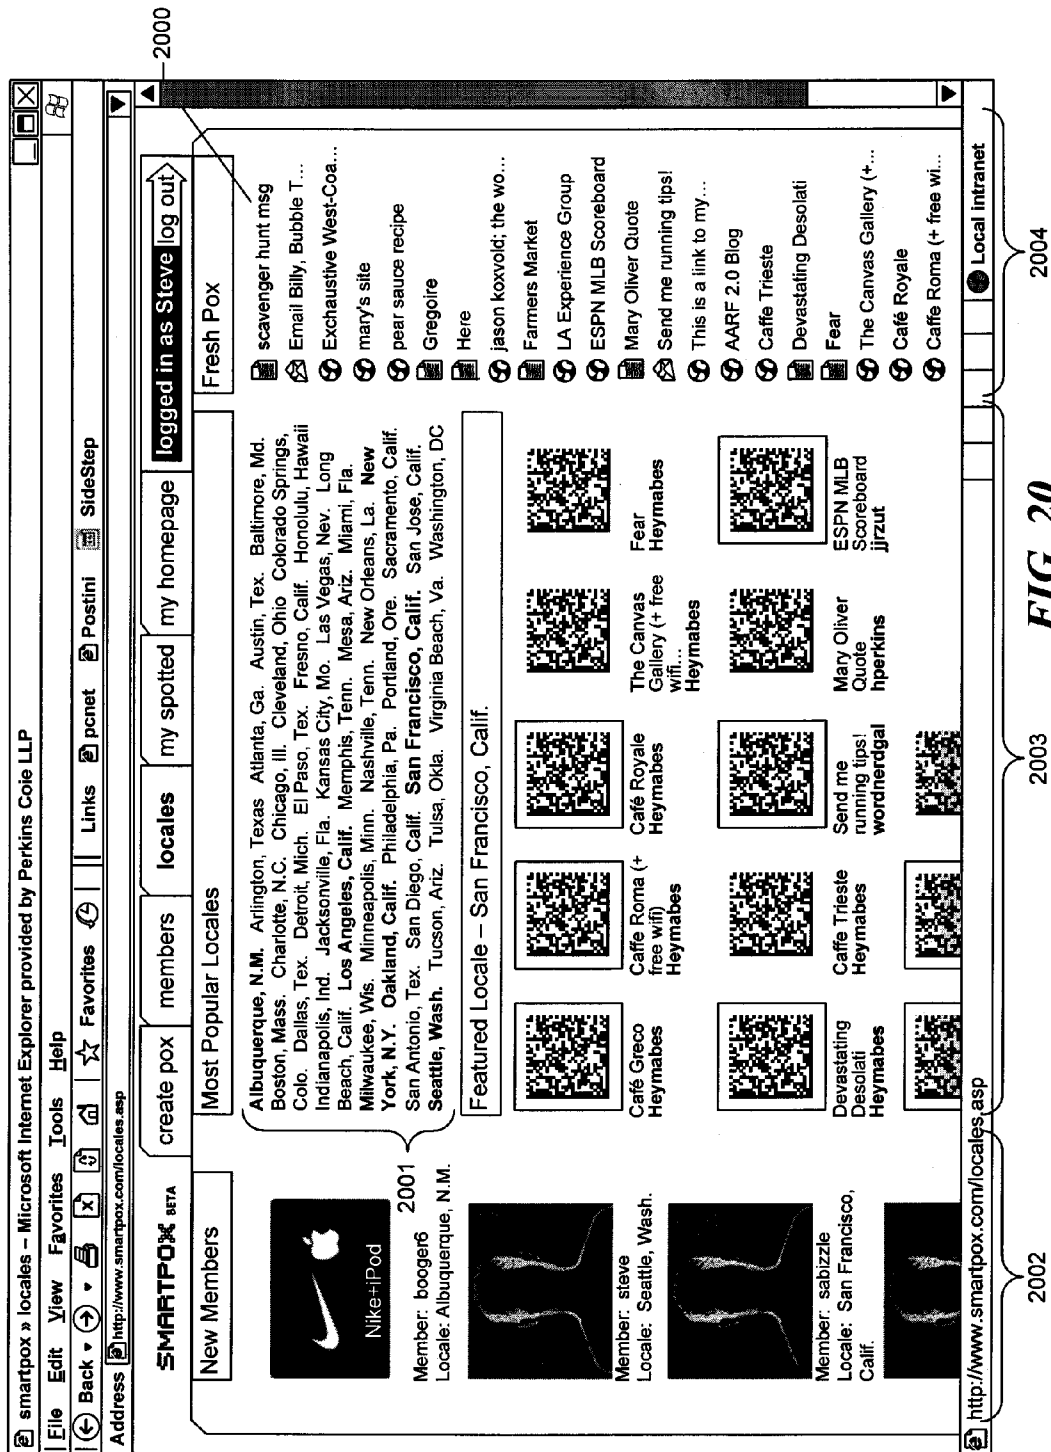 smartpox » locales – Microsoft Internet Explorer provided by Perkins Coie LLP
File Edit View Favorites Tools Help
Back Favorites Links pcnet Postini SideStep
Address http://www.smartpox.com/locales.asp
2000
SMARTPOX BETA
create pox
members
locales
my spotted
my homepage
logged in as Steve log out
New Members
Nike+iPod
Member: booger6
Locale: Albuquerque, N.M.
Member: steve
Locale: Seattle, Wash.
Member: sabizzle
Locale: San Francisco,
Calif.
2001
Most Popular Locales
Albuquerque, N.M. Arlington, Texas Atlanta, Ga. Austin, Tex. Baltimore, Md.
Boston, Mass. Charlotte, N.C. Chicago, Ill. Cleveland, Ohio Colorado Springs,
Colo. Dallas, Tex. Detroit, Mich. El Paso, Tex. Fresno, Calif. Honolulu, Hawaii
Indianapolis, Ind. Jacksonville, Fla. Kansas City, Mo. Las Vegas, Nev. Long
Beach, Calif. Los Angeles, Calif. Memphis, Tenn. Mesa, Ariz. Miami, Fla.
Milwaukee, Wis. Minneapolis, Minn. Nashville, Tenn. New Orleans, La. New
York, N.Y. Oakland, Calif. Philadelphia, Pa. Portland, Ore. Sacramento, Calif.
San Antonio, Tex. San Diego, Calif. San Francisco, Calif. San Jose, Calif.
Seattle, Wash. Tucson, Ariz. Tulsa, Okla. Virginia Beach, Va. Washington, DC
Featured Locale – San Francisco, Calif.
Café Greco
Heymabes
Caffe Roma (+
free wifi)
Heymabes
Café Royale
Heymabes
The Canvas
Gallery (+ free
wifi...
Heymabes
Fear
Heymabes
Devastating
Desolati
Heymabes
Caffe Trieste
Heymabes
Send me
running tips!
wordnerdgal
Mary Oliver
Quote
hperkins
ESPN MLB
Scoreboard
jjrzut
Fresh Pox
scavenger hunt msg
Email Billy, Bubble T...
Exhaustive West-Coa...
mary's site
pear sauce recipe
Gregoire
Here
jason koxvold; the wo...
Farmers Market
LA Experience Group
ESPN MLB Scoreboard
Mary Oliver Quote
Send me running tips!
This is a link to my...
AARF 2.0 Blog
Caffe Trieste
Devastating Desolati
Fear
The Canvas Gallery (+...
Café Royale
Caffe Roma (+ free wi...
http://www.smartpox.com/locales.asp
Local intranet
2002
2003
2004
FIG. 20